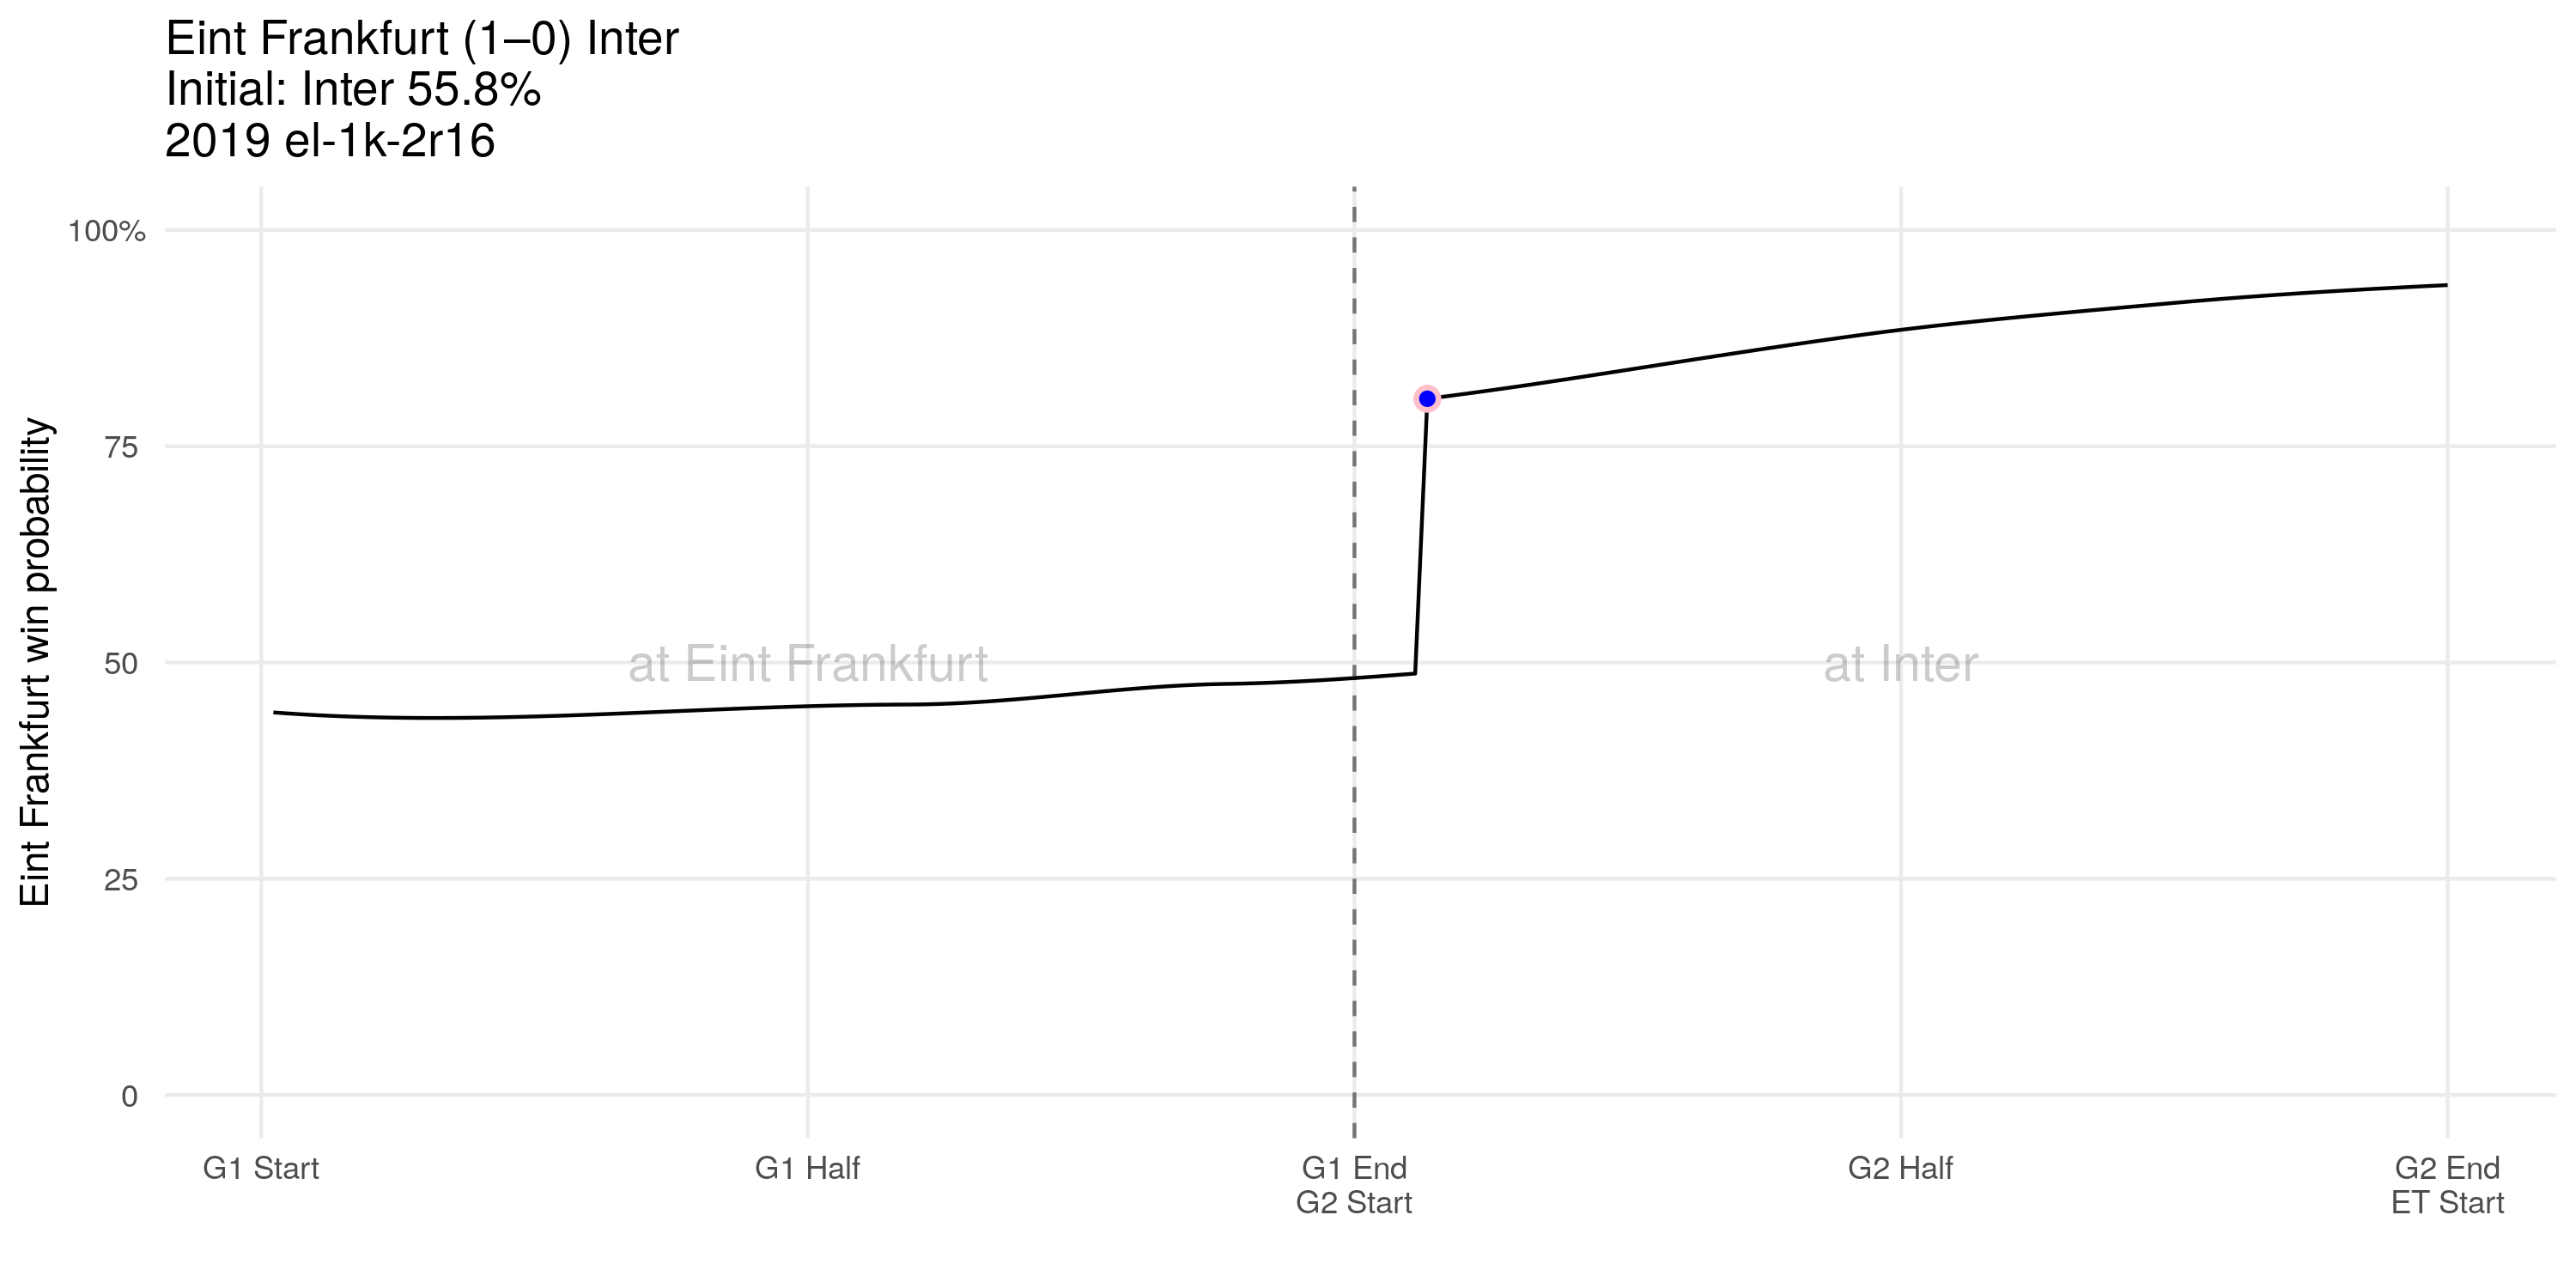 Eint Frankfurt (1–0) Inter
Initial: Inter 55.8%
2019 el-1k-2r16
Eint Frankfurt win probability
100%
75
50
25
0
at Eint Frankfurt
at Inter
G1 Start
G1 Half
G1 End
G2 Start
G2 Half
G2 End
ET Start